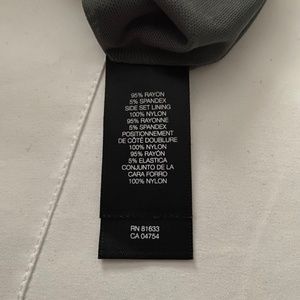 95% RAYON
5% SPANDEX
SIDE SET LINING
100% NYLON
95% RAYONNE
5% SPANDEX
POSITIONNEMENT
DE CÔTÉ DOUBLURE
100% NYLON
95% RAYÓN
5% ELASTICA
CONJUNTO DE LA
CARA FORRO
100% NYLON
RN 81633
CA 04754